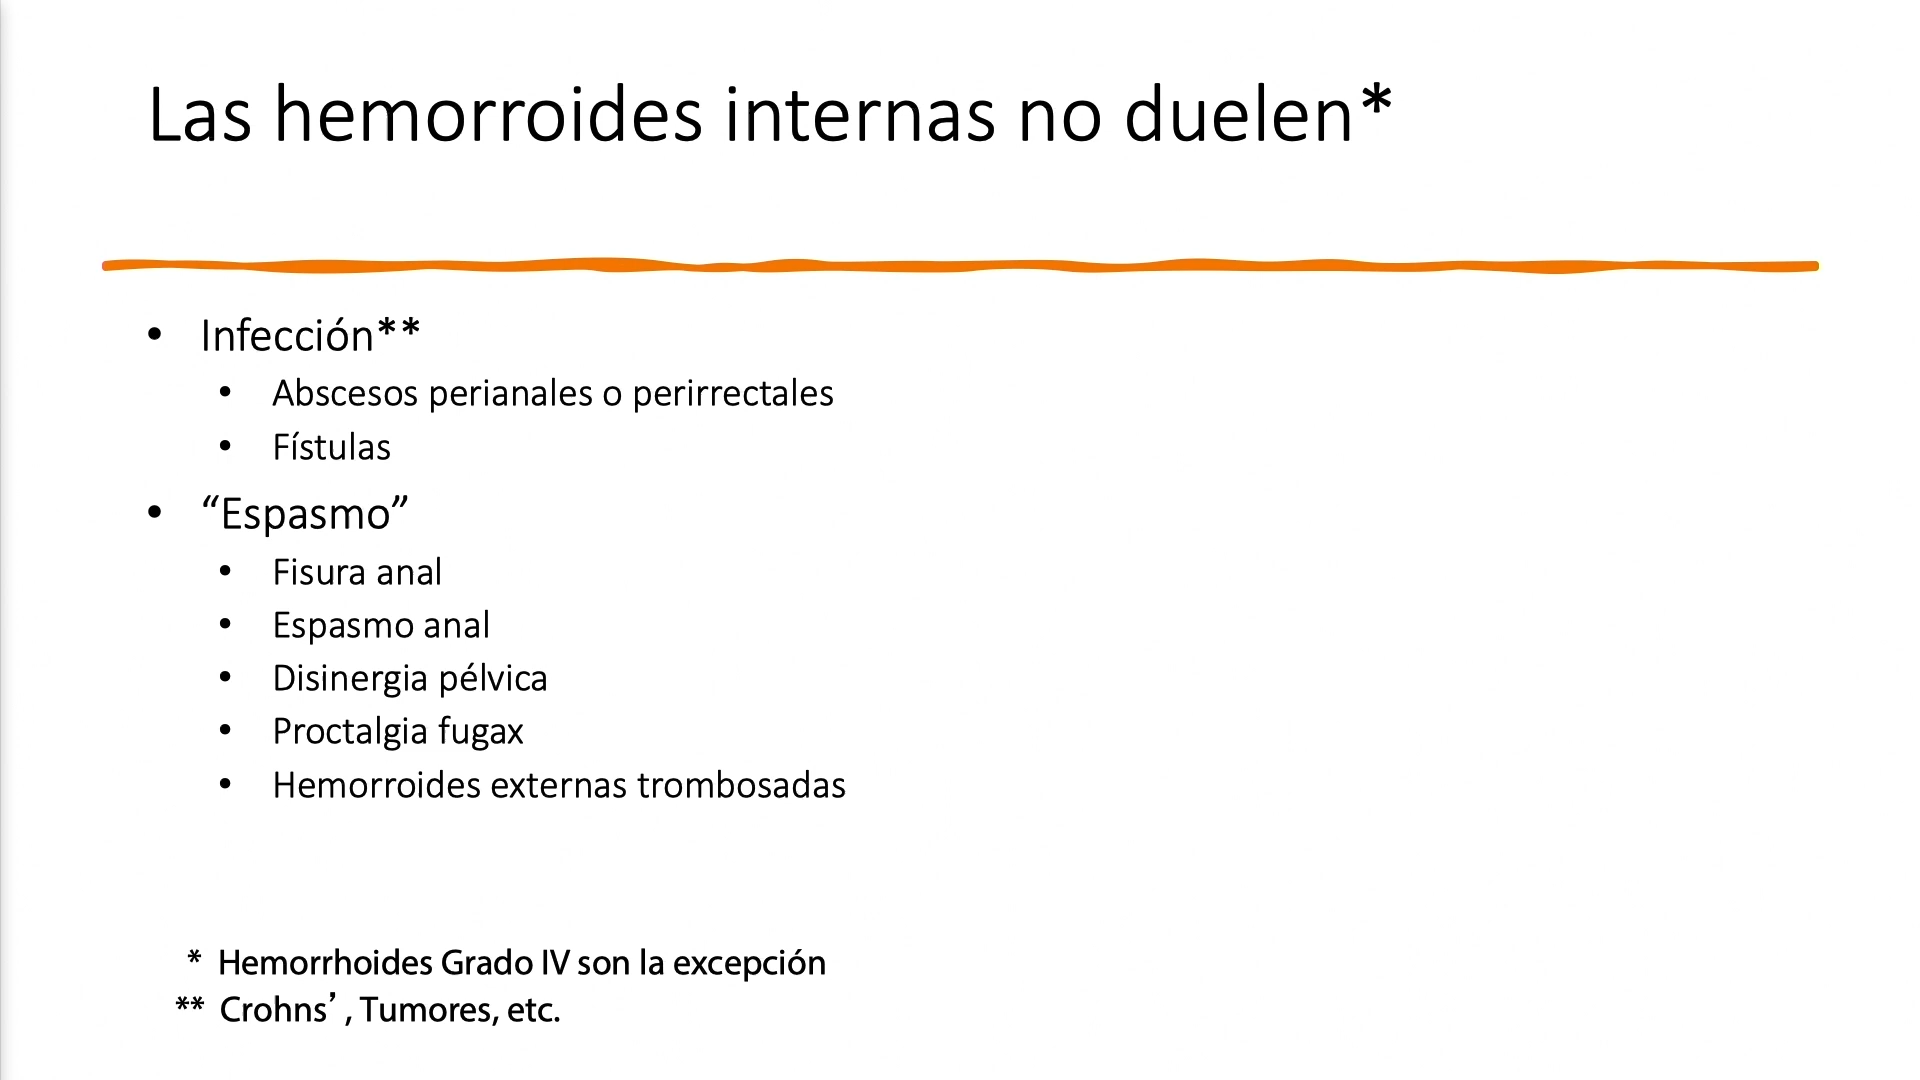 Las hemorroides internas no duelen*
• Infección**
• Abscesos perianales o perirrectales
• Fístulas
• “Espasmo”
• Fisura anal
• Espasmo anal
• Disinergia pélvica
• Proctalgia fugax
• Hemorroides externas trombosadas
* Hemorrhoides Grado IV son la excepción
** Crohns’, Tumores, etc.